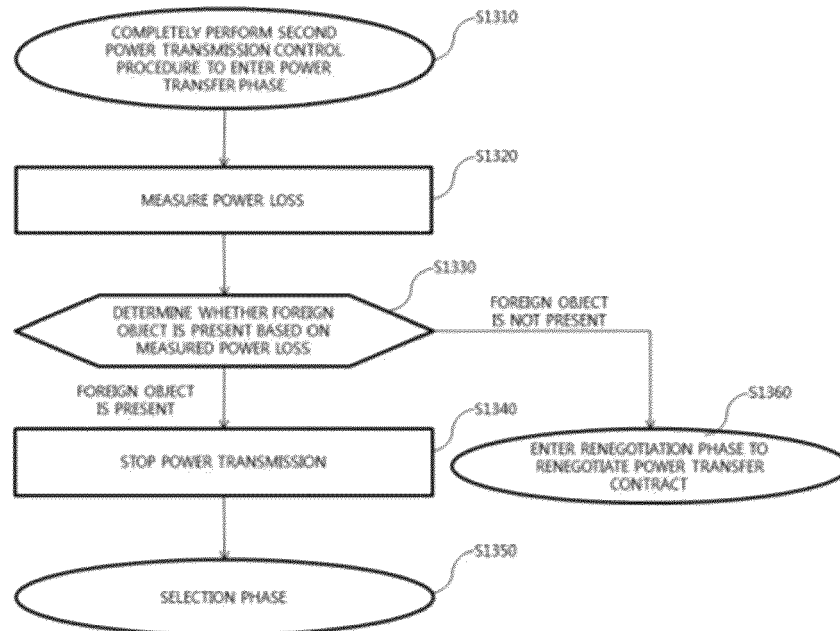 COMPLETELY PERFORM SECOND
POWER TRANSMISSION CONTROL
PROCEDURE TO ENTER POWER
TRANSFER PHASE
S1310
MEASURE POWER LOSS
S1320
DETERMINE WHETHER FOREIGN
OBJECT IS PRESENT BASED ON
MEASURED POWER LOSS
S1330
FOREIGN OBJECT
IS NOT PRESENT
FOREIGN OBJECT
IS PRESENT
STOP POWER TRANSMISSION
S1340
ENTER RENEGOTIATION PHASE TO
RENEGOTIATE POWER TRANSFER
CONTRACT
S1360
SELECTION PHASE
S1350